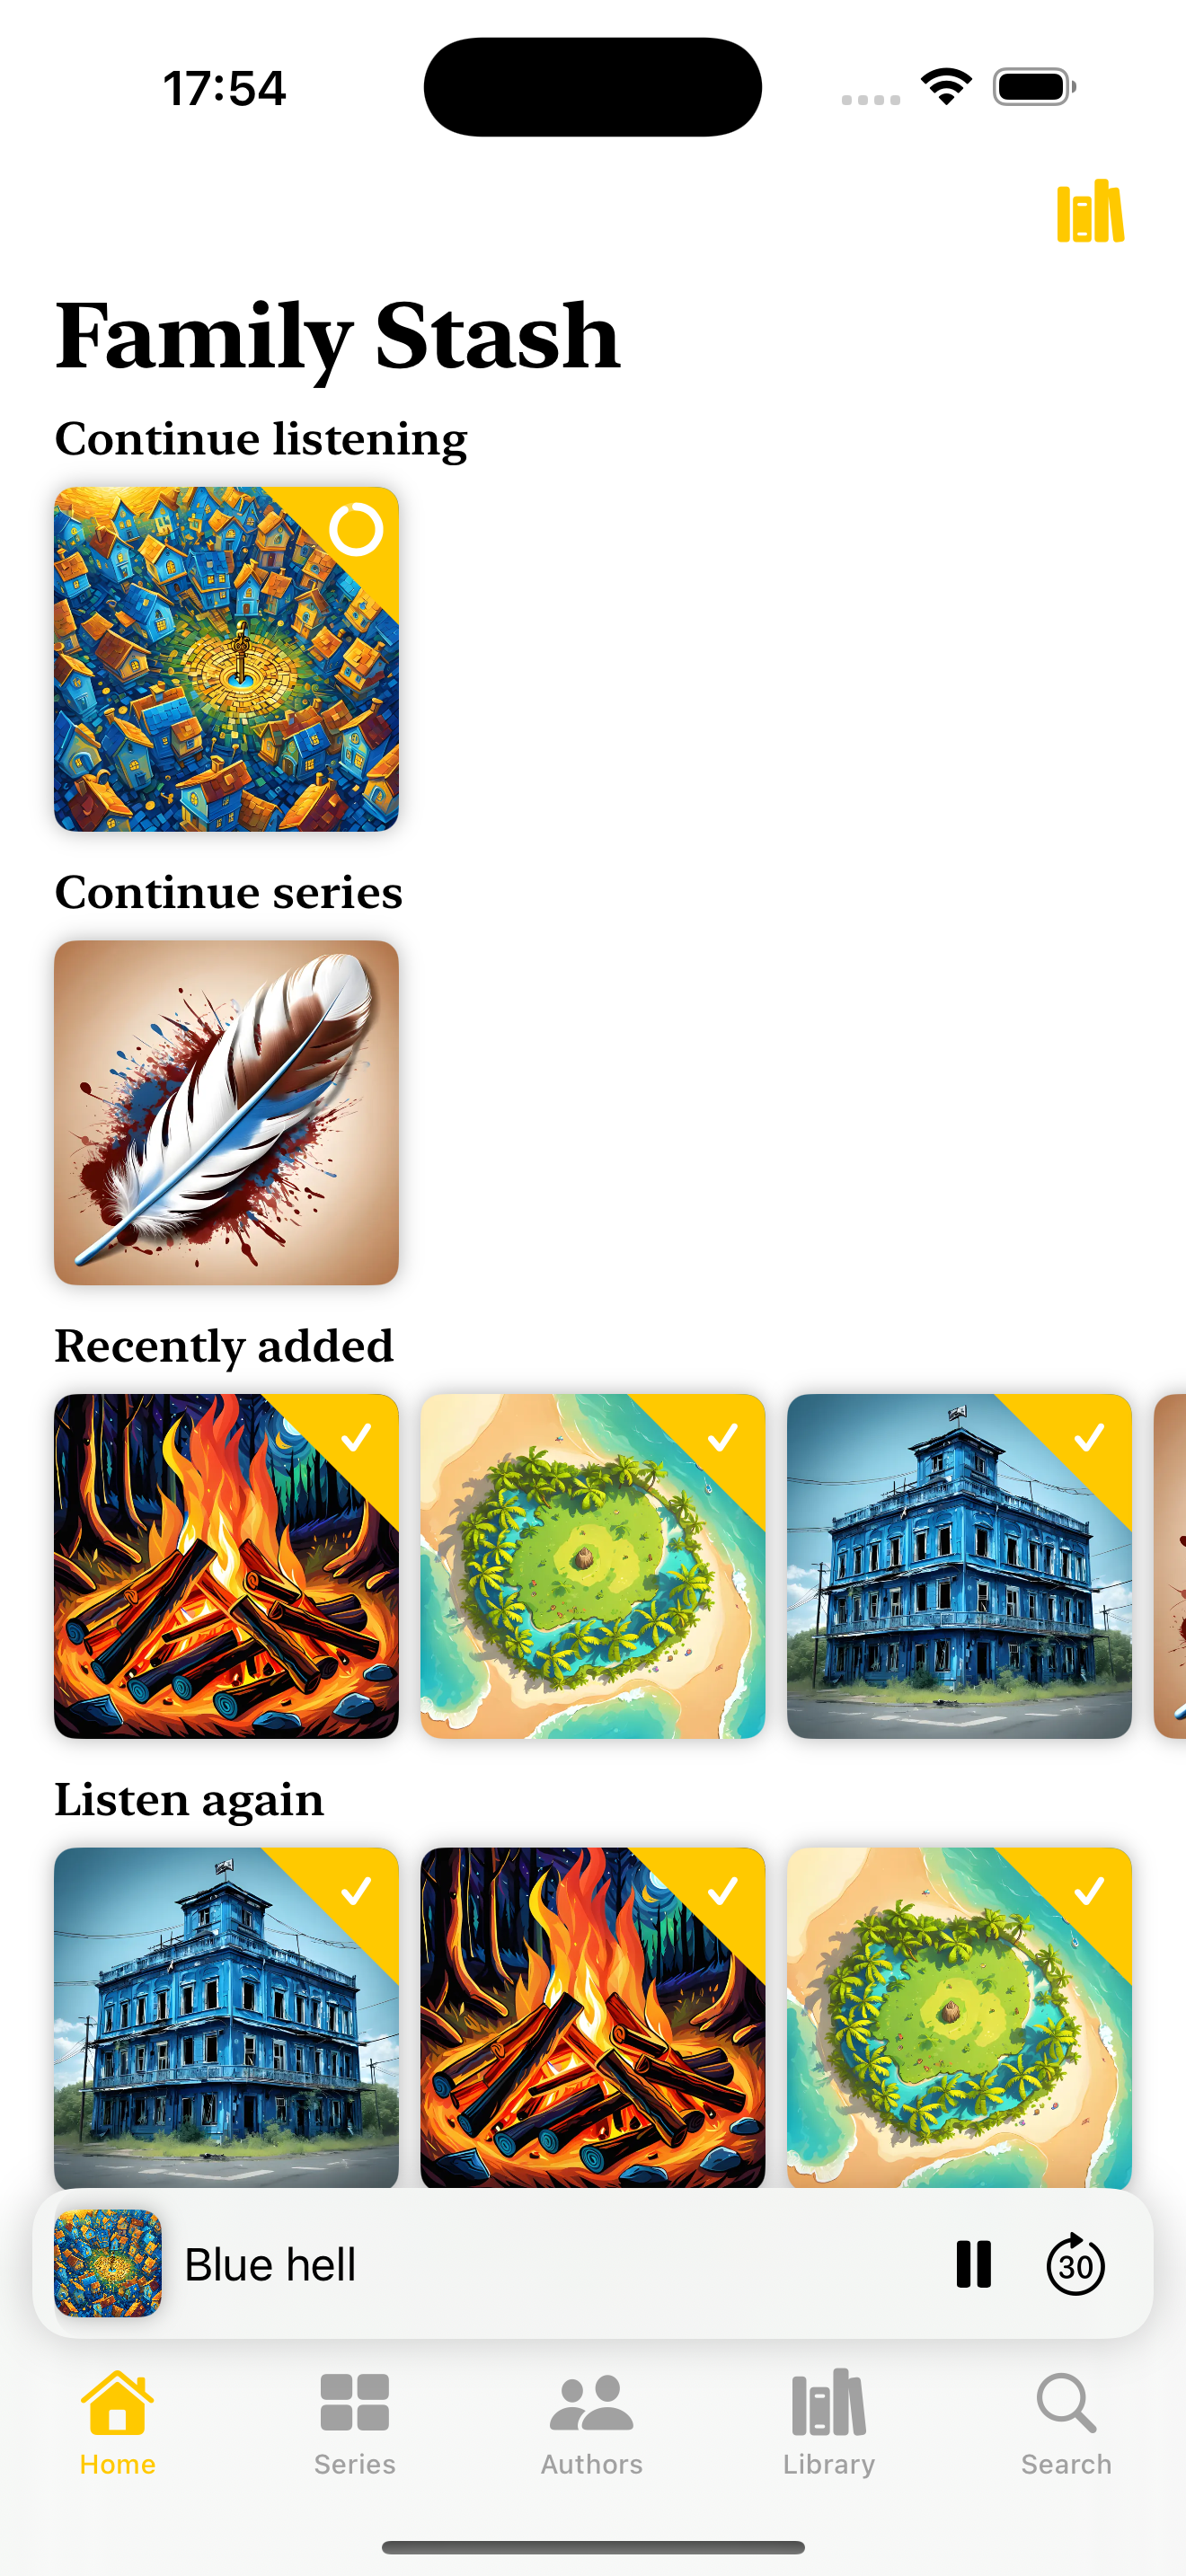 17:54
Family Stash
Continue listening
Continue series
Recently added
Listen again
Blue hell
30
Home
Series
Authors
Library
Search